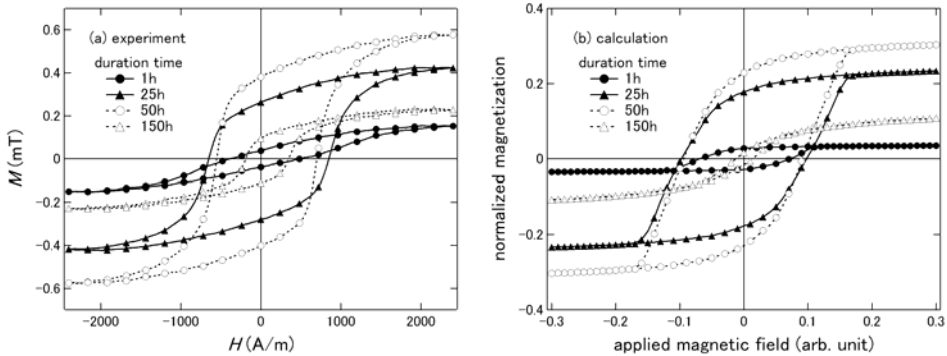 (a) experiment
duration time
1h
25h
50h
150h
M(mT)
0.6
0.4
0.2
0
−0.2
−0.4
−0.6
−2000
−1000
0
1000
2000
H(A/m)
(b) calculation
duration time
1h
25h
50h
150h
normalized magnetization
0.4
0.2
0
−0.2
−0.4
−0.3
−0.2
−0.1
0
0.1
0.2
0.3
applied magnetic field (arb. unit)